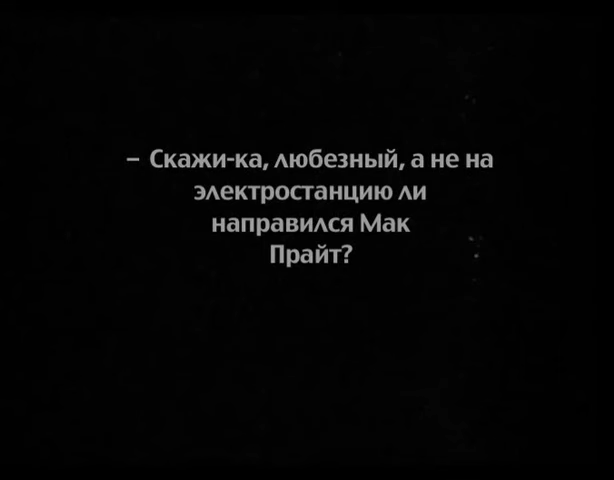 – Скажи-ка, любезный, а не на
электростанцию ли
направился Мак
Прайт?